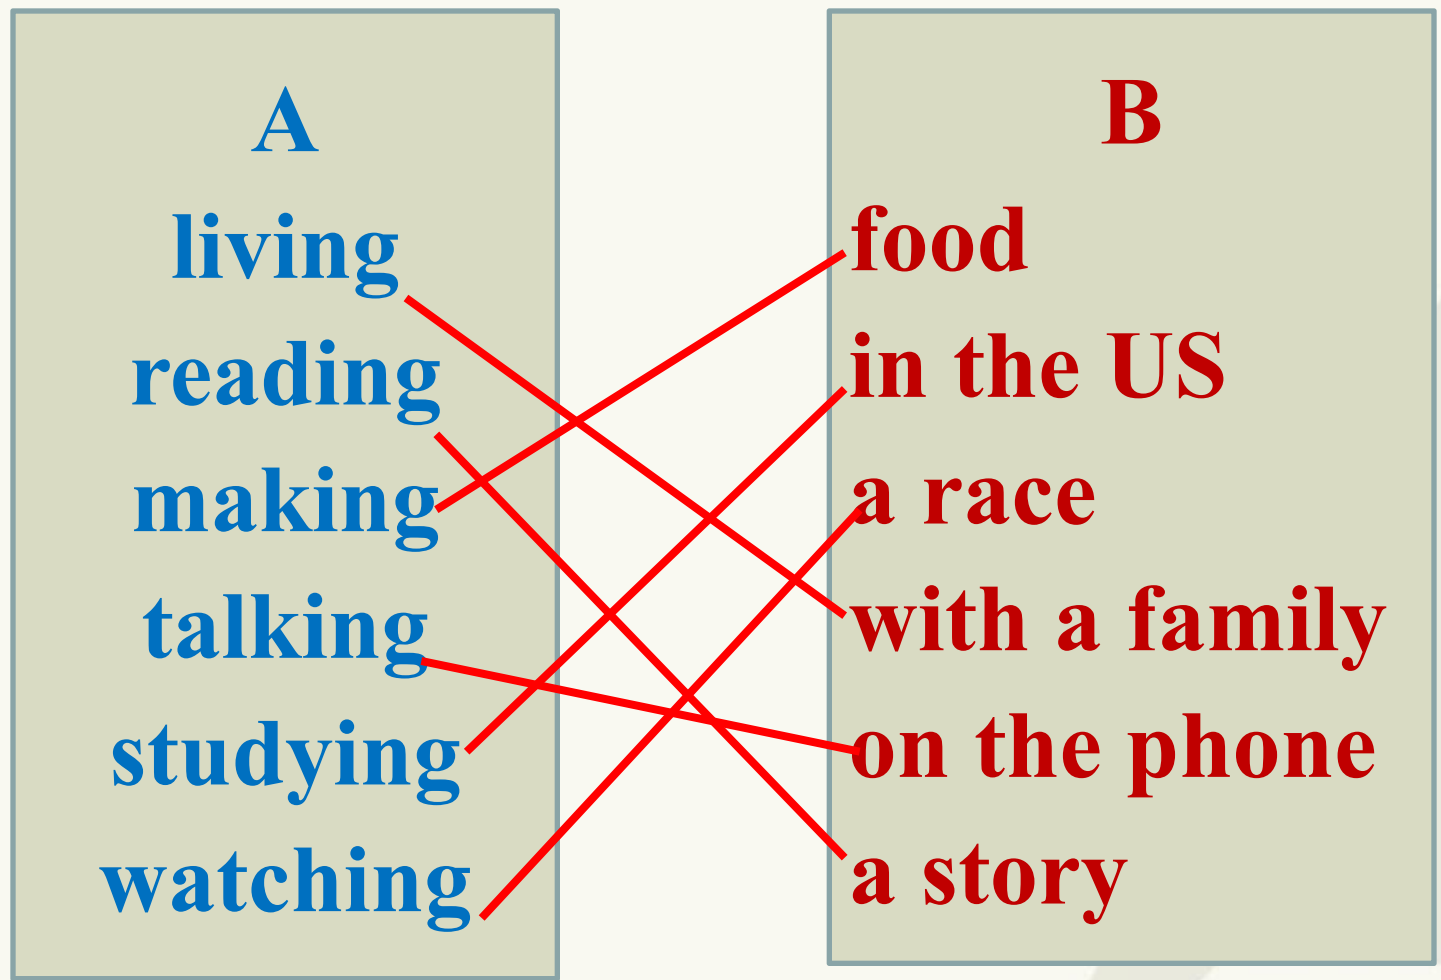 A
living
reading
making
talking
studying
watching
B
food
in the US
a race
with a family
on the phone
a story